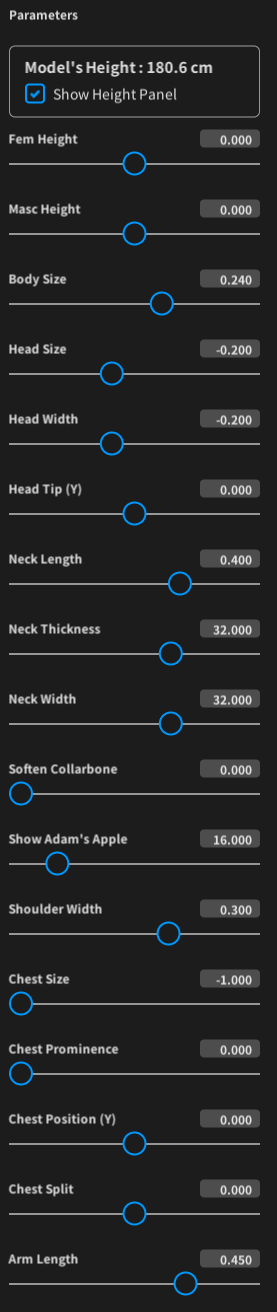 Parameters
Model's Height : 180.6 cm
Show Height Panel
Fem Height 0.000
Masc Height 0.000
Body Size 0.240
Head Size -0.200
Head Width -0.200
Head Tip (Y) 0.000
Neck Length 0.400
Neck Thickness 32.000
Neck Width 32.000
Soften Collarbone 0.000
Show Adam's Apple 16.000
Shoulder Width 0.300
Chest Size -1.000
Chest Prominence 0.000
Chest Position (Y) 0.000
Chest Split 0.000
Arm Length 0.450